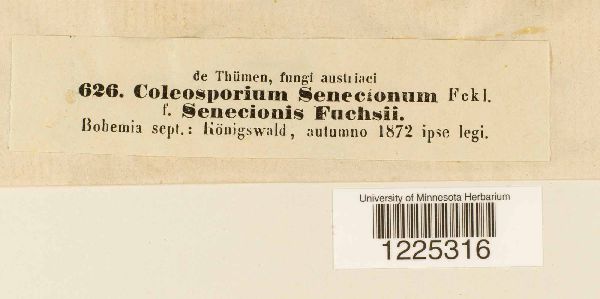 de Thümen, fungi austriaci
626. Coleosporium Senecionum Fckl.
f. Senecionis Fuchsii.
Bohemia sept.: Königswald, autumno 1872 ipse legi.
University of Minnesota Herbarium
1225316